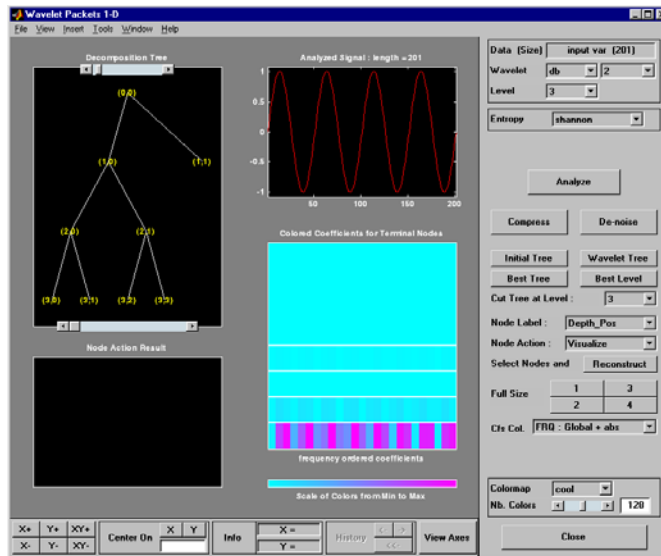 Wavelet Packets 1-D
File View Insert Tools Window Help
Decomposition Tree
(0,0)
(1,0) (1,1)
(2,0) (2,1)
(3,0) (3,1) (3,2) (3,3)
Node Action Result
Analyzed Signal : length = 201
1
0.5
0
-0.5
-1
50 100 150 200
Colored Coefficients for Terminal Nodes
frequency ordered coefficients
Scale of Colors from Min to Max
Data (Size) input var (201)
Wavelet db 2
Level 3
Entropy shannon
Analyze
Compress De-noise
Initial Tree Wavelet Tree
Best Tree Best Level
Cut Tree at Level : 3
Node Label : Depth_Pos
Node Action : Visualize
Select Nodes and Reconstruct
Full Size 1 3
2 4
Cfs Col. FRQ : Global + abs
Colormap cool
Nb. Colors 128
Close
X+ Y+ XY+
X- Y- XY-
Center On X Y
Info X =
Y =
History <- >
<<-
View Axes